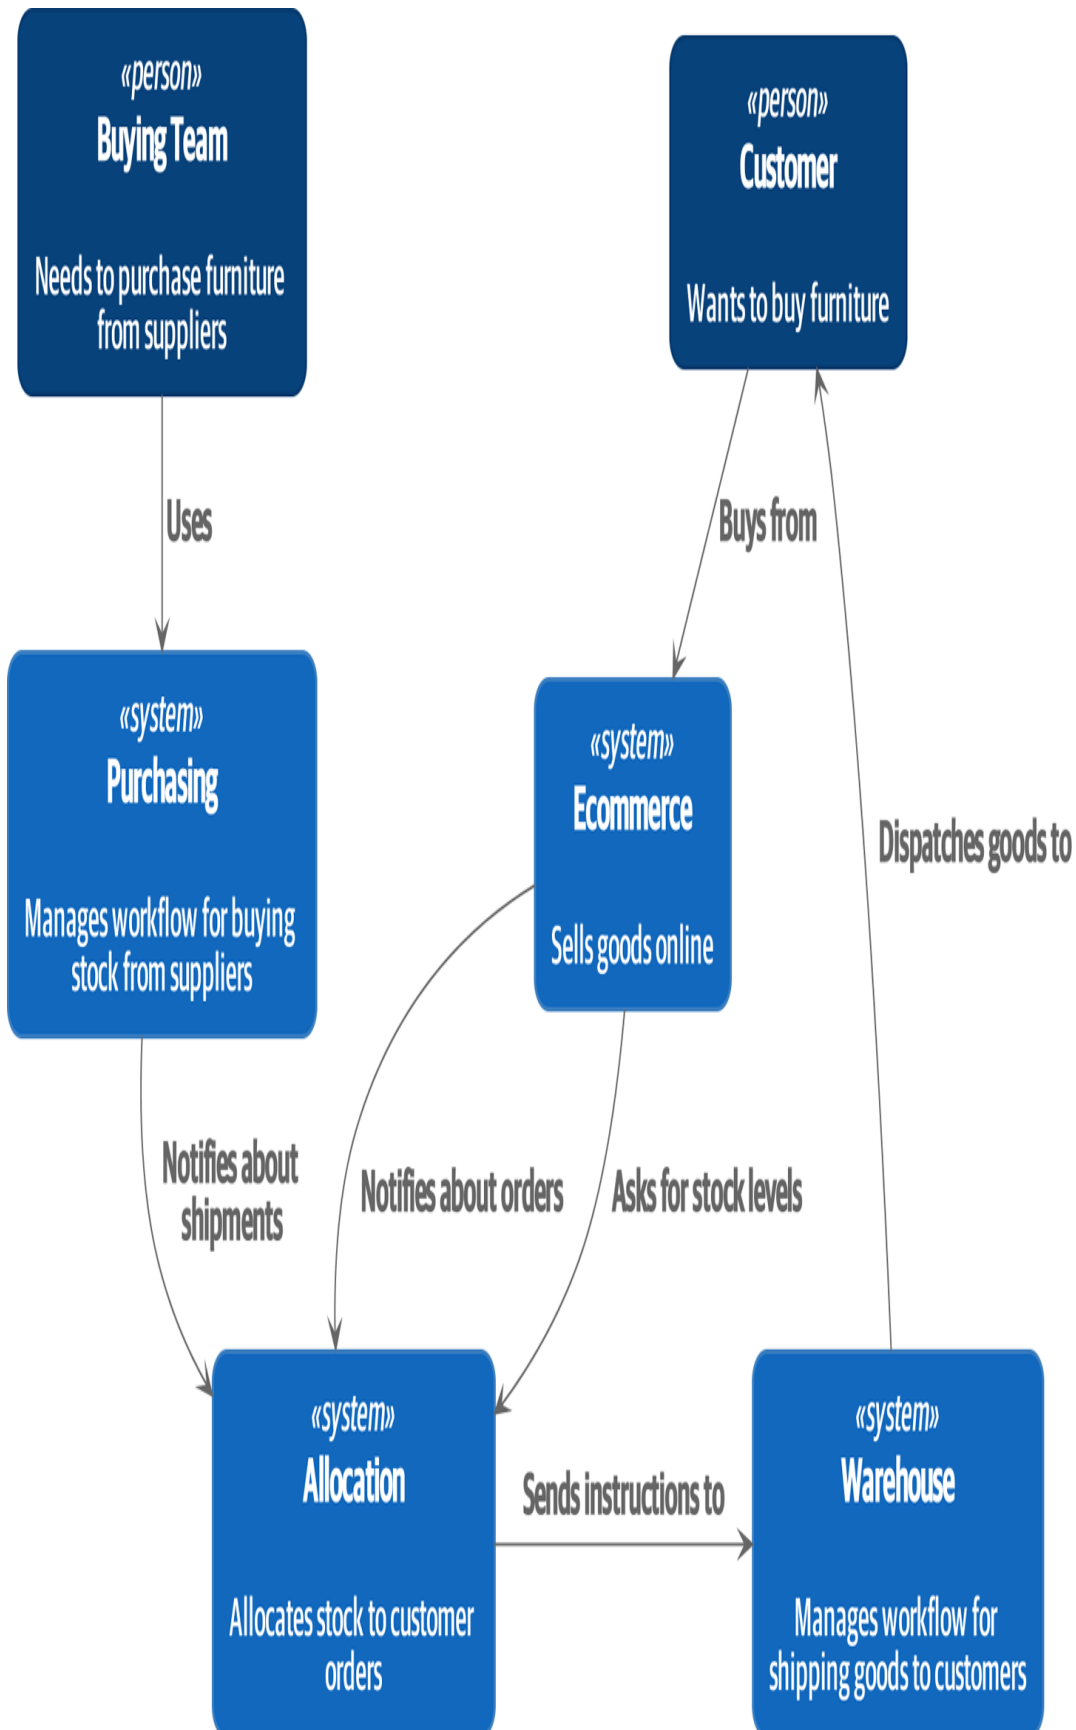 «person»
Buying Team
Needs to purchase furniture
from suppliers
«person»
Customer
Wants to buy furniture
Uses
Buys from
«system»
Purchasing
Manages workflow for buying
stock from suppliers
«system»
Ecommerce
Sells goods online
Dispatches goods to
Notifies about
shipments
Notifies about orders
Asks for stock levels
«system»
Allocation
Allocates stock to customer
orders
Sends instructions to
«system»
Warehouse
Manages workflow for
shipping goods to customers